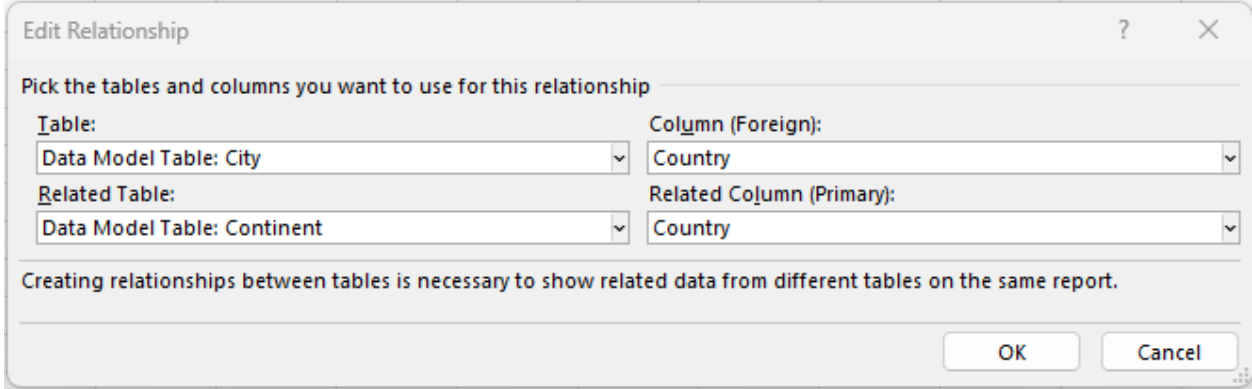 Edit Relationship
?
Pick the tables and columns you want to use for this relationship
Table:
Column (Foreign):
Data Model Table: City
Country
Related Table:
Related Column (Primary):
Data Model Table: Continent
Country
Creating relationships between tables is necessary to show related data from different tables on the same report.
OK
Cancel